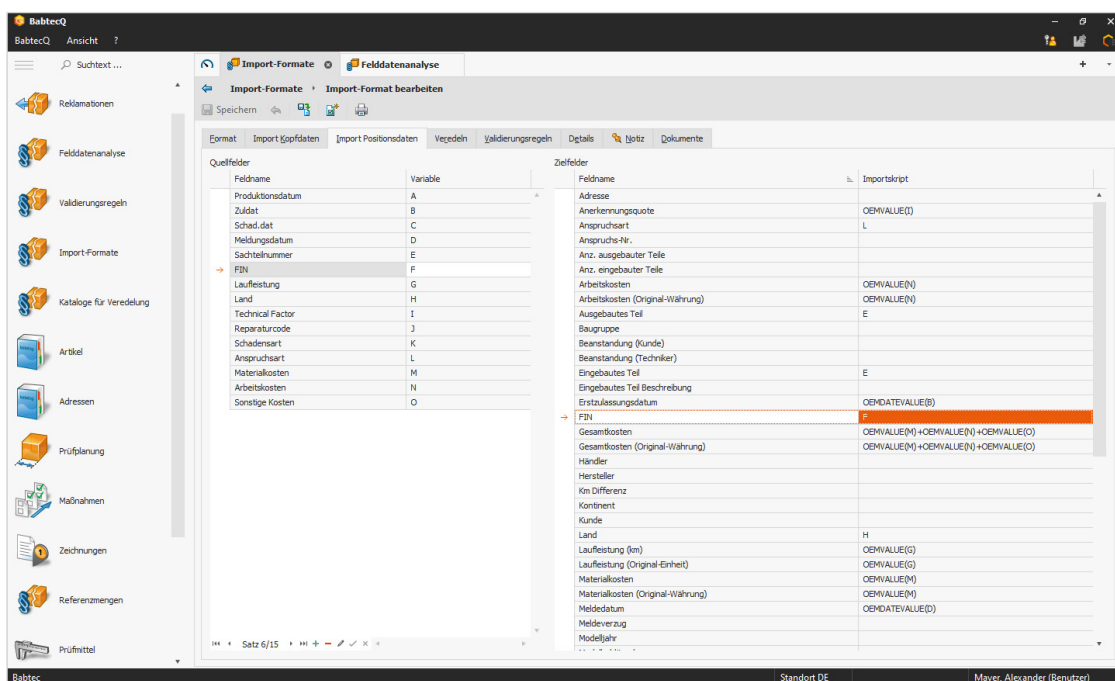 BabtecQ
BabtecQ Ansicht ?
Suchtext ...
Reklamationen
Felddatenanalyse
Validierungsregeln
Import-Formate
Kataloge für Veredelung
Artikel
Adressen
Prüfplanung
Maßnahmen
Zeichnungen
Referenzmengen
Prüfmittel
Import-Formate Felddatenanalyse
Import-Formate Import-Format bearbeiten
Speichern
Format Import Kopfdaten Import Positionsdaten Veredeln Validierungsregeln Details Notiz Dokumente
Quellfelder
Feldname Variable
Produktionsdatum A
Zuldat B
Schad.dat C
Meldungsdatum D
Sachteilnummer E
FIN F
Laufleistung G
Land H
Technical Factor I
Reparaturcode J
Schadensart K
Anspruchsart L
Materialkosten M
Arbeitskosten N
Sonstige Kosten O
Satz 6/15
Zielfelder
Feldname Importskript
Adresse
Anerkennungsquote OEMVALUE(I)
Anspruchsart L
Anspruchs-Nr.
Anz. ausgebauter Teile
Anz. eingebauter Teile
Arbeitskosten OEMVALUE(N)
Arbeitskosten (Original-Währung) OEMVALUE(N)
Ausgebautes Teil E
Baugruppe
Beanstandung (Kunde)
Beanstandung (Techniker)
Eingebautes Teil E
Eingebautes Teil Beschreibung
Erstzulassungsdatum OEMDATEVALUE(B)
FIN F
Gesamtkosten OEMVALUE(M)+OEMVALUE(N)+OEMVALUE(O)
Gesamtkosten (Original-Währung) OEMVALUE(M)+OEMVALUE(N)+OEMVALUE(O)
Händler
Hersteller
Km Differenz
Kontinent
Kunde
Land H
Laufleistung (km) OEMVALUE(G)
Laufleistung (Original-Einheit) OEMVALUE(G)
Materialkosten OEMVALUE(M)
Materialkosten (Original-Währung) OEMVALUE(M)
Meldedatum OEMDATEVALUE(D)
Meldeverzug
Modelljahr
Babtec Standort DE Mayer, Alexander (Benutzer)